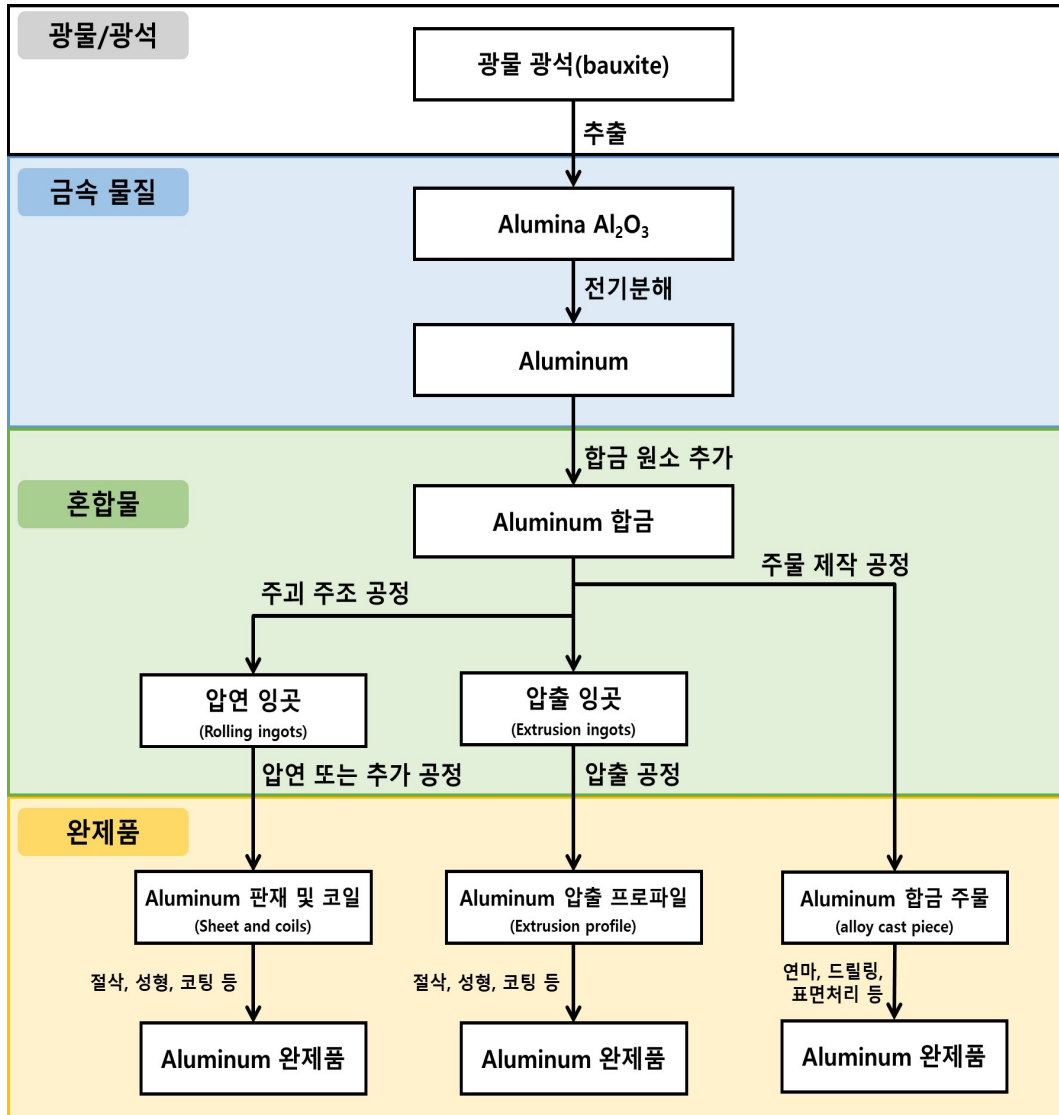 광물/광석
광물 광석(bauxite)
추출
금속 물질
Alumina Al₂O₃
전기분해
Aluminum
합금 원소 추가
혼합물
Aluminum 합금
주물 제작 공정
주괴 주조 공정
압연 잉곳
(Rolling ingots)
압출 잉곳
(Extrusion ingots)
압연 또는 추가 공정
압출 공정
완제품
Aluminum 판재 및 코일
(Sheet and coils)
Aluminum 압출 프로파일
(Extrusion profile)
Aluminum 합금 주물
(alloy cast piece)
절삭, 성형, 코팅 등
절삭, 성형, 코팅 등
연마, 드릴링,
표면처리 등
Aluminum 완제품
Aluminum 완제품
Aluminum 완제품